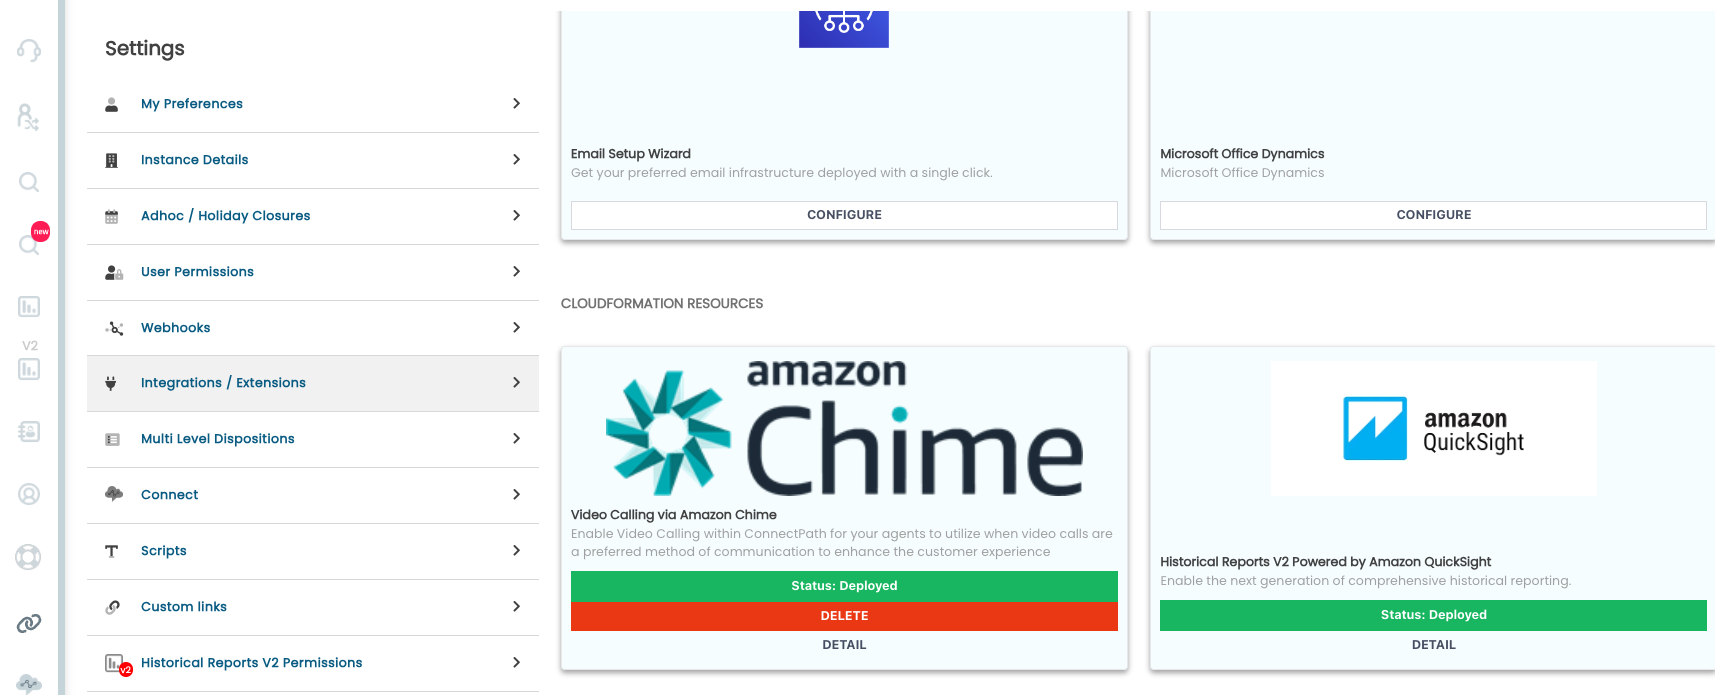 Settings
My Preferences
Instance Details
Adhoc / Holiday Closures
User Permissions
Webhooks
Integrations / Extensions
Multi Level Dispositions
Connect
Scripts
Custom links
v2
Historical Reports V2 Permissions
new
V2
Email Setup Wizard
Get your preferred email infrastructure deployed with a single click.
CONFIGURE
Microsoft Office Dynamics
Microsoft Office Dynamics
CONFIGURE
CLOUDFORMATION RESOURCES
amazon
Chime
Video Calling via Amazon Chime
Enable Video Calling within ConnectPath for your agents to utilize when video calls are
a preferred method of communication to enhance the customer experience
Status: Deployed
DELETE
DETAIL
amazon
QuickSight
Historical Reports V2 Powered by Amazon QuickSight
Enable the next generation of comprehensive historical reporting.
Status: Deployed
DETAIL